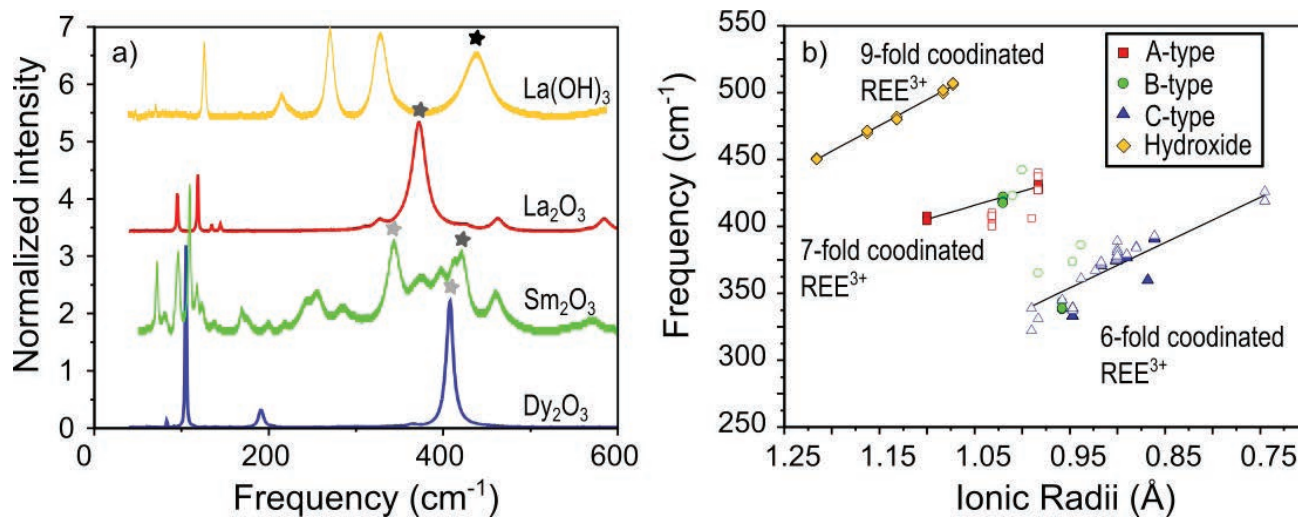 a)
7
6
5
4
3
2
1
0
Normalized intensity
La(OH)3
La2O3
Sm2O3
Dy2O3
0
200
400
600
Frequency (cm-1)
b)
550
500
450
400
350
300
250
Frequency (cm-1)
9-fold coodinated
REE3+
A-type
B-type
C-type
Hydroxide
7-fold coodinated
REE3+
6-fold coodinated
REE3+
1.25
1.15
1.05
0.95
0.85
0.75
Ionic Radii (Å)